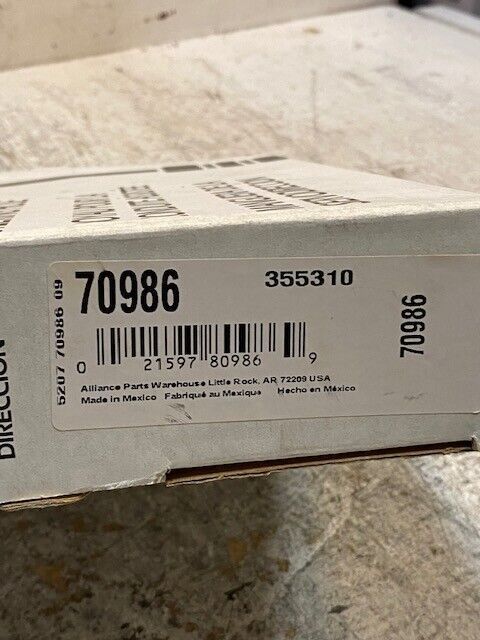 70986
355310
5207 70986 09
0 21597 80986 9
70986
Alliance Parts Warehouse Little Rock, AR 72209 USA
Made in Mexico Fabriqué au Mexique Hecho en México
DIRECCIÓN